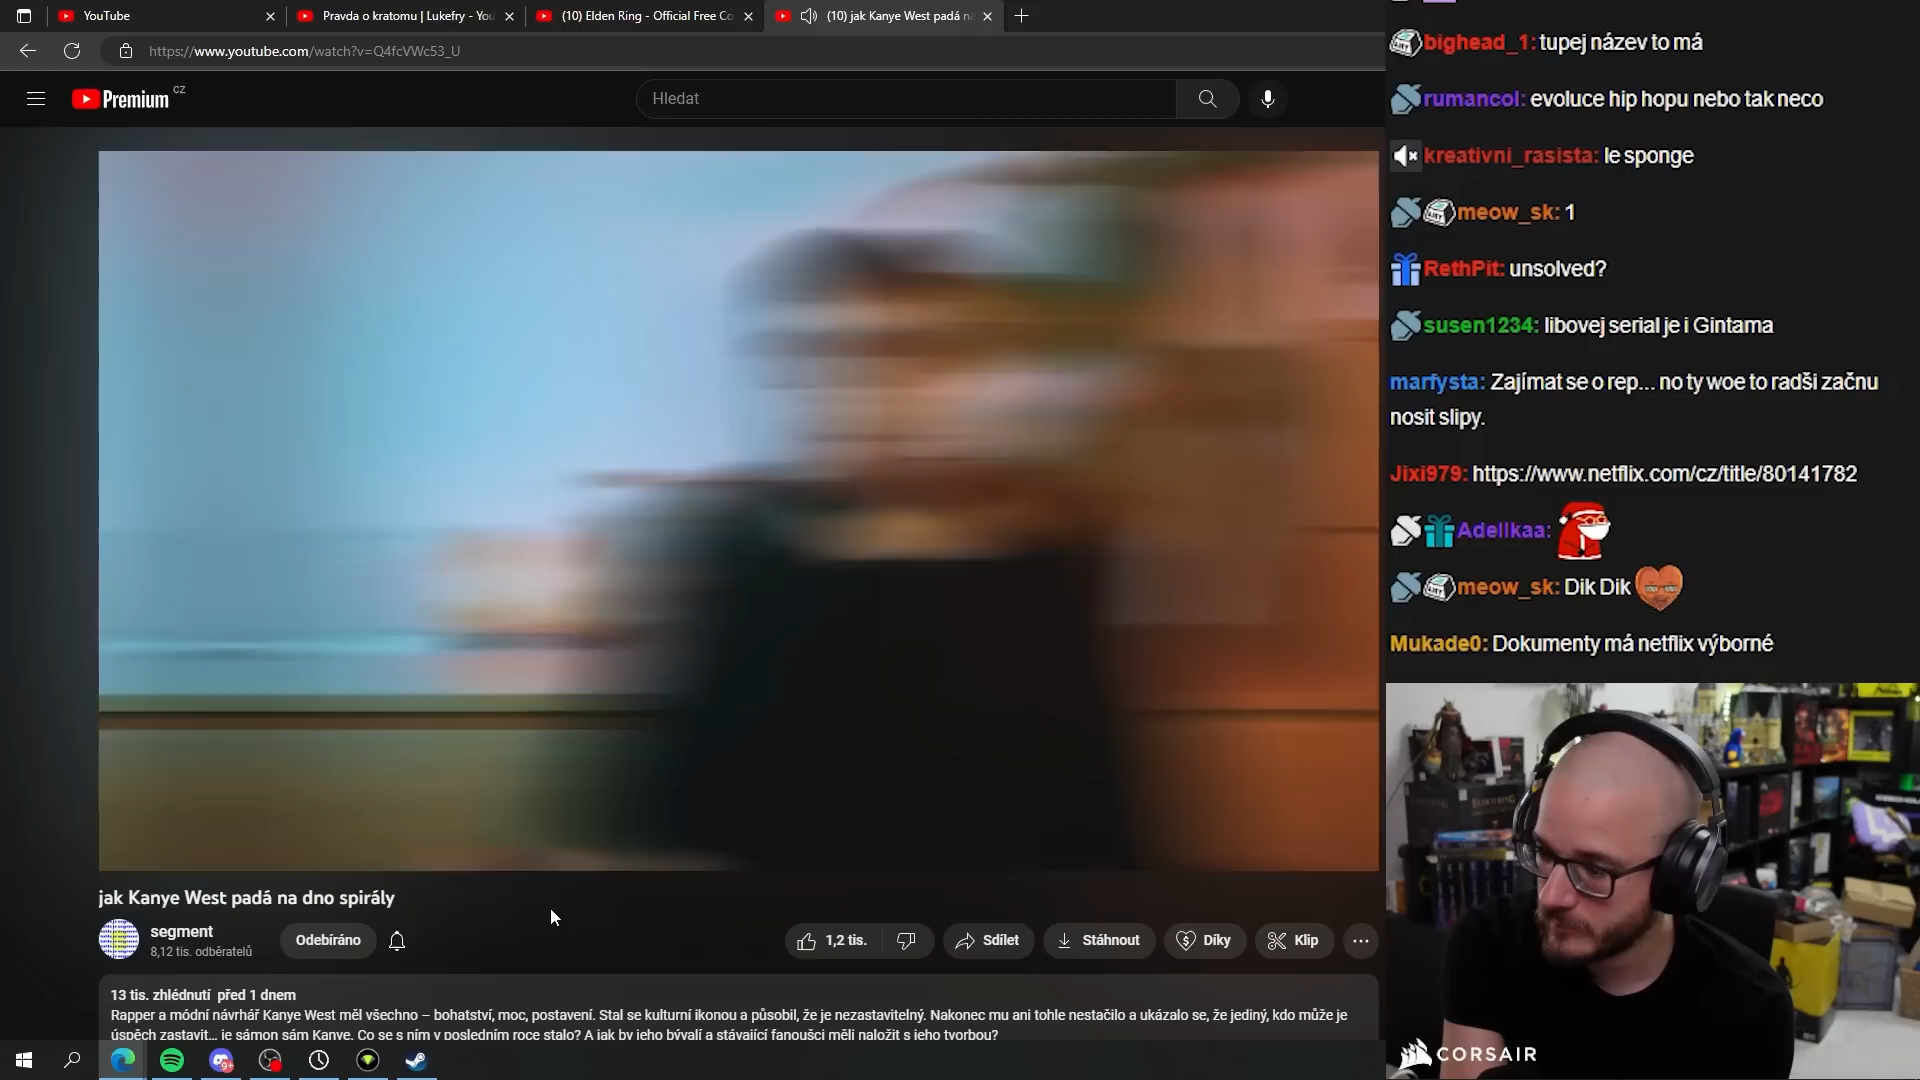 YouTube
Pravda o kratomu | Lukefry - You
(10) Elden Ring - Official Free Co
(10) jak Kanye West padá na
https://www.youtube.com/watch?v=Q4fcVWc53_U
Premium CZ
Hledat
jak Kanye West padá na dno spirály
segment
8,12 tis. odběratelů
Odebíráno
1,2 tis.
Sdílet
Stáhnout
Díky
Klip
13 tis. zhlédnutí před 1 dnem
Rapper a módní návrhář Kanye West měl všechno – bohatství, moc, postavení. Stal se kulturní ikonou a působil, že je nezastavitelný. Nakonec mu ani tohle nestačilo a ukázalo se, že jediný, kdo může je
úspěch zastavit... je sámon sám Kanye. Co se s ním v posledním roce stalo? A jak by jeho bývalí a stávající fanoušci měli naložit s jeho tvorbou?
9+
bighead_1: tupej název to má
rumancol: evoluce hip hopu nebo tak neco
kreativni_rasista: le sponge
meow_sk: 1
RethPit: unsolved?
susen1234: libovej serial je i Gintama
marfysta: Zajímat se o rep... no ty woe to radši začnu
nosit slipy.
Jixi979: https://www.netflix.com/cz/title/80141782
Adellkaa:
meow_sk: Dik Dik
Mukade0: Dokumenty má netflix výborné
CORSAIR